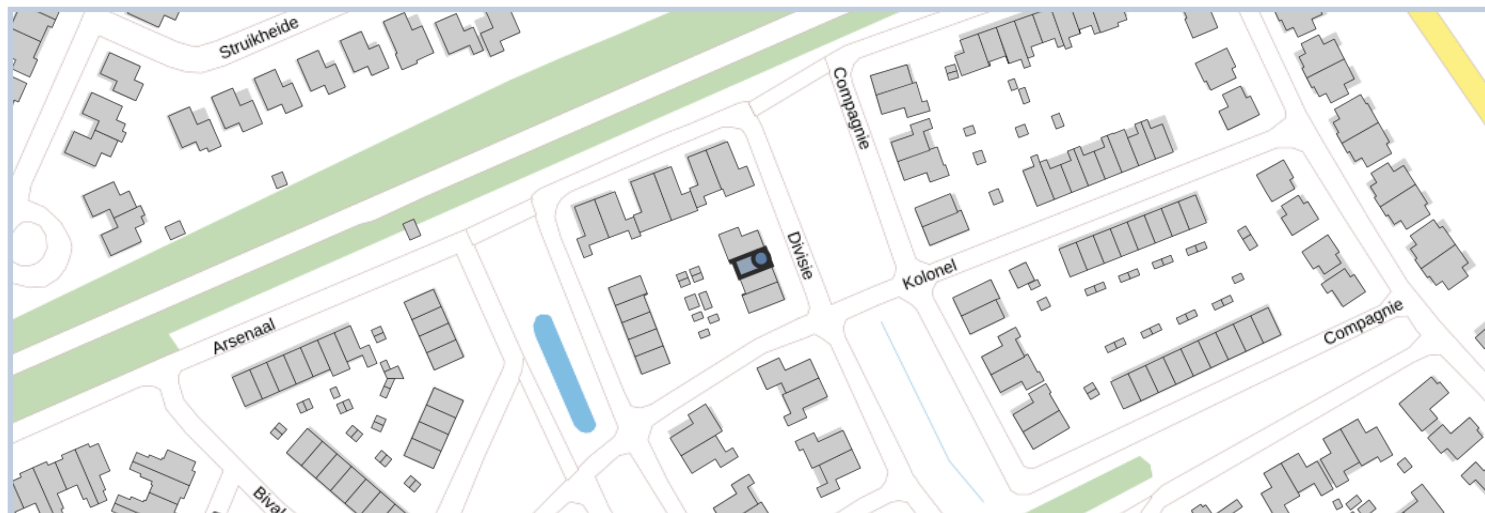 Struikheide
Compagnie
Divisie
Kolonel
Arsenaal
Compagnie